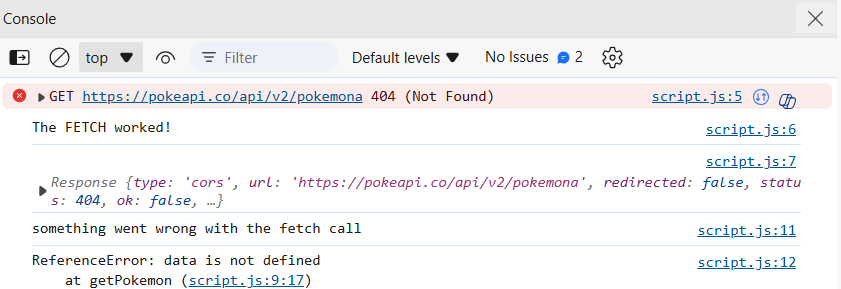 Console
top
Filter
Default levels
No Issues
2
GET https://pokeapi.co/api/v2/pokemona 404 (Not Found)
script.js:5
The FETCH worked!
script.js:6
script.js:7
Response {type: 'cors', url: 'https://pokeapi.co/api/v2/pokemona', redirected: false, statu
s: 404, ok: false, …}
something went wrong with the fetch call
script.js:11
ReferenceError: data is not defined
script.js:12
at getPokemon (script.js:9:17)